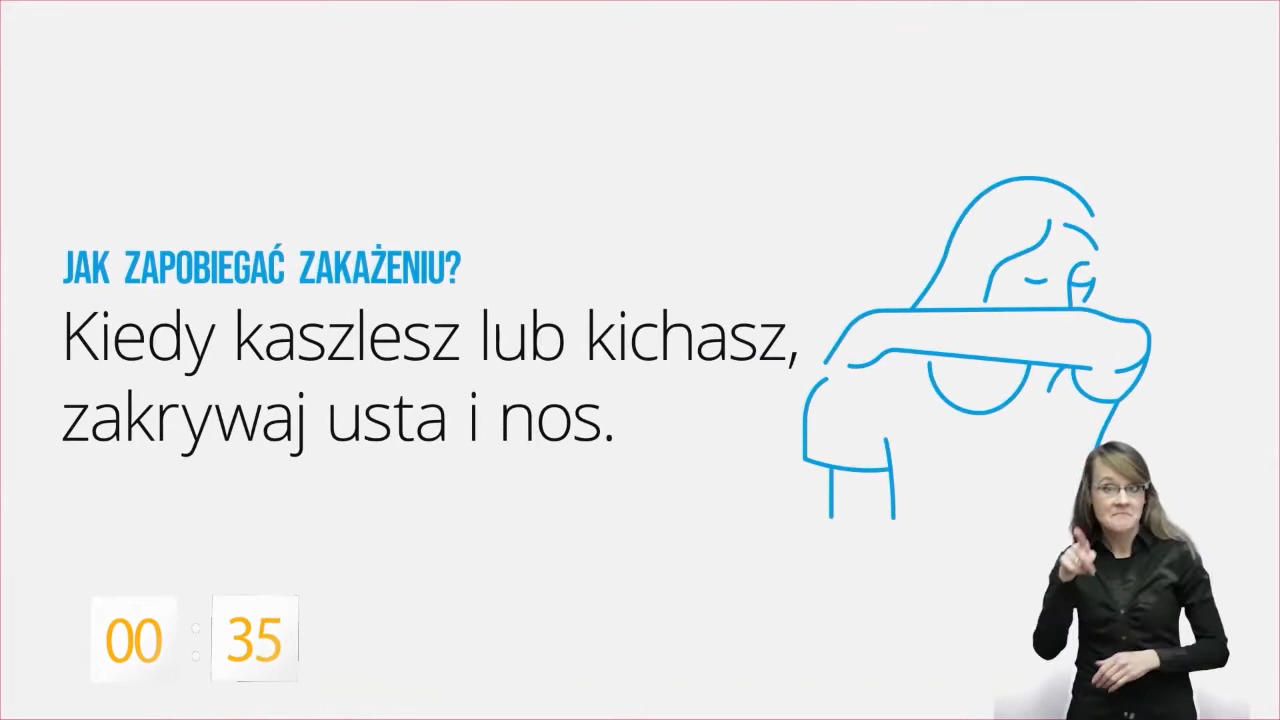 JAK ZAPOBIEGAĆ ZAKAŻENIU?
Kiedy kaszlesz lub kichasz,
zakrywaj usta i nos.
00 : 35